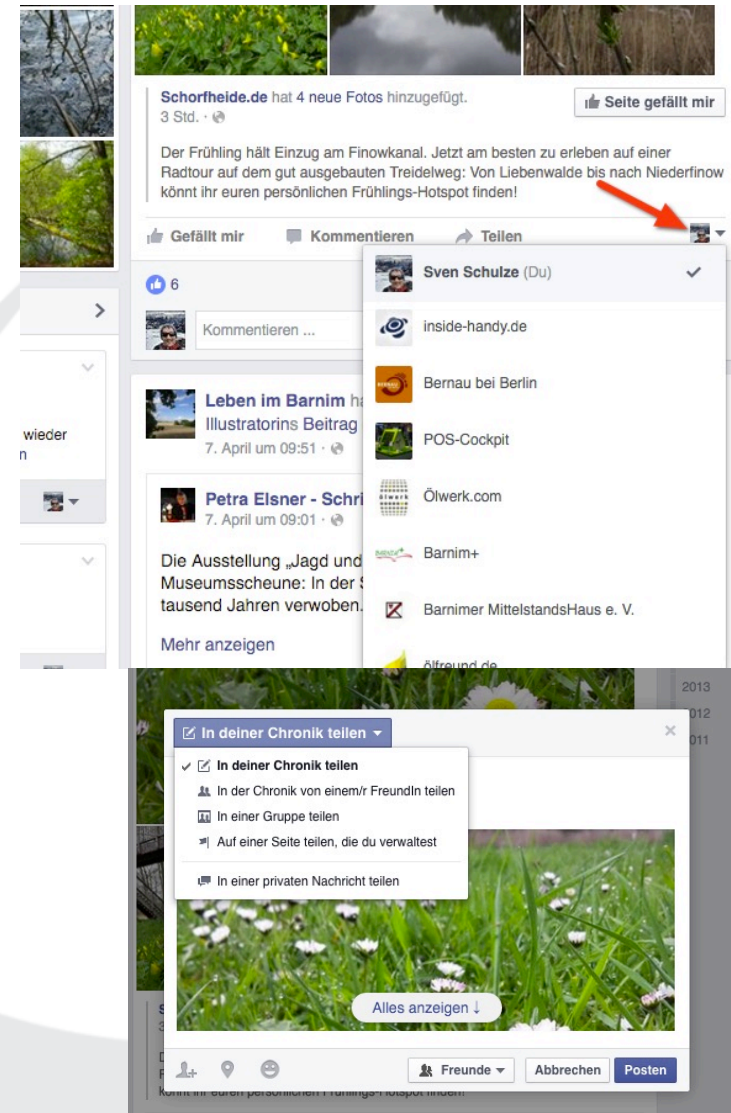 Schorfheide.de hat 4 neue Fotos hinzugefügt.
3 Std. ·
Seite gefällt mir
Der Frühling hält Einzug am Finowkanal. Jetzt am besten zu erleben auf einer
Radtour auf dem gut ausgebauten Treidelweg: Von Liebenwalde bis nach Niederfinow
könnt ihr euren persönlichen Frühlings-Hotspot finden!
Gefällt mir Kommentieren Teilen
6
Kommentieren ...
Sven Schulze (Du)
inside-handy.de
Bernau bei Berlin
POS-Cockpit
Ölwerk.com
Barnim+
Barnimer MittelstandsHaus e. V.
ölfreund.de
wieder
n
Leben im Barnim ha
Illustratorins Beitrag
7. April um 09:51 ·
Petra Elsner - Schri
7. April um 09:01 ·
Die Ausstellung „Jagd und
Museumsscheune: In der S
tausend Jahren verwoben.
Mehr anzeigen
2013
2012
2011
In deiner Chronik teilen
In deiner Chronik teilen
In der Chronik von einem/r FreundIn teilen
In einer Gruppe teilen
Auf einer Seite teilen, die du verwaltest
In einer privaten Nachricht teilen
Alles anzeigen ↓
Freunde
Abbrechen
Posten
könnt ihr euren persönlichen Frühlings-Hotspot finden!